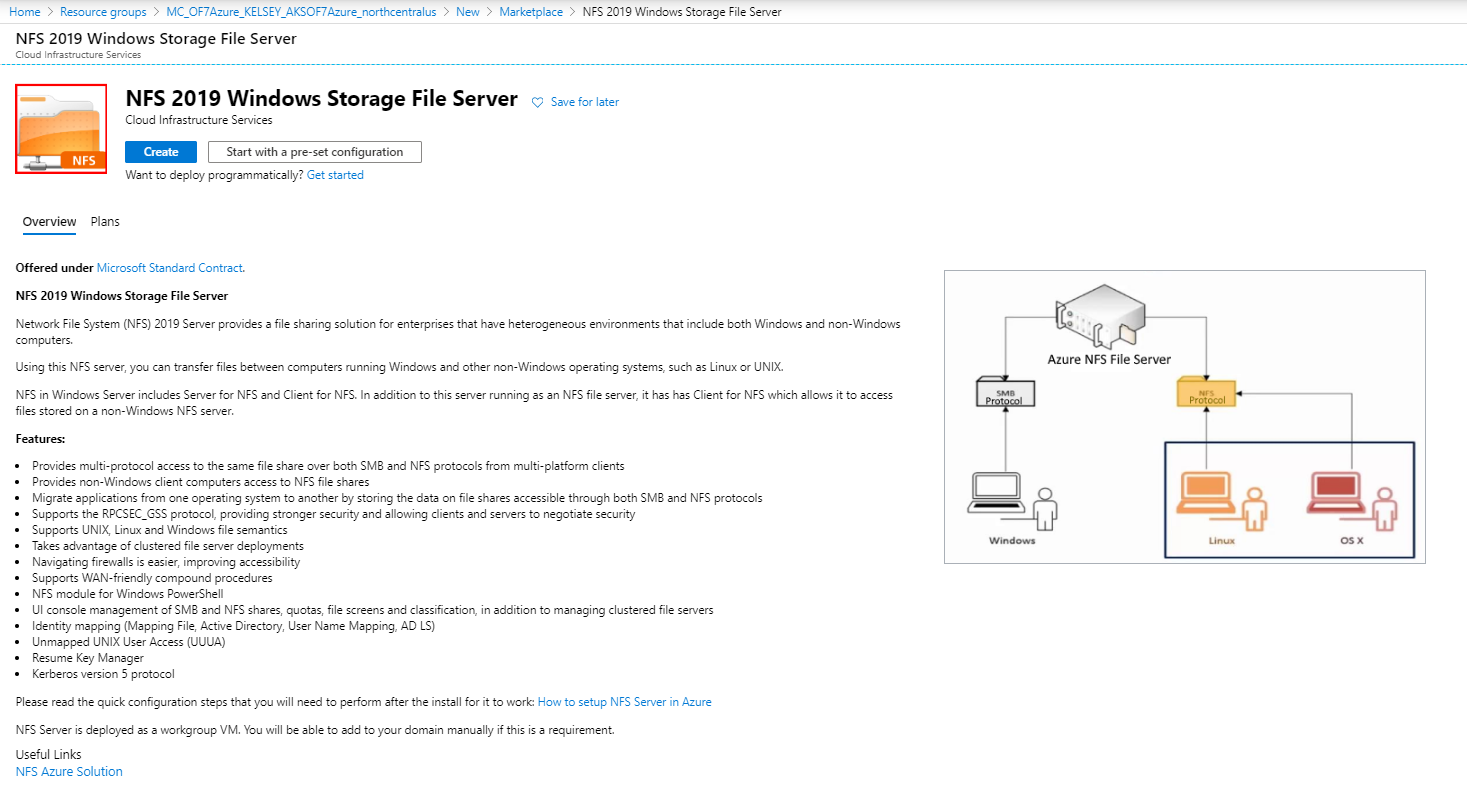 Home > Resource groups > MC_OF7Azure_KELSEY_AKSOF7Azure_northcentralus > New > Marketplace > NFS 2019 Windows Storage File Server
NFS 2019 Windows Storage File Server
Cloud Infrastructure Services
NFS
NFS 2019 Windows Storage File Server
Save for later
Cloud Infrastructure Services
Create
Start with a pre-set configuration
Want to deploy programmatically? Get started
Overview
Plans
Offered under Microsoft Standard Contract.
NFS 2019 Windows Storage File Server
Network File System (NFS) 2019 Server provides a file sharing solution for enterprises that have heterogeneous environments that include both Windows and non-Windows
computers.
Using this NFS server, you can transfer files between computers running Windows and other non-Windows operating systems, such as Linux or UNIX.
NFS in Windows Server includes Server for NFS and Client for NFS. In addition to this server running as an NFS file server, it has has Client for NFS which allows it to access
files stored on a non-Windows NFS server.
Features:
• Provides multi-protocol access to the same file share over both SMB and NFS protocols from multi-platform clients
• Provides non-Windows client computers access to NFS file shares
• Migrate applications from one operating system to another by storing the data on file shares accessible through both SMB and NFS protocols
• Supports the RPCSEC_GSS protocol, providing stronger security and allowing clients and servers to negotiate security
• Supports UNIX, Linux and Windows file semantics
• Takes advantage of clustered file server deployments
• Navigating firewalls is easier, improving accessibility
• Supports WAN-friendly compound procedures
• NFS module for Windows PowerShell
• UI console management of SMB and NFS shares, quotas, file screens and classification, in addition to managing clustered file servers
• Identity mapping (Mapping File, Active Directory, User Name Mapping, AD LS)
• Unmapped UNIX User Access (UUUA)
• Resume Key Manager
• Kerberos version 5 protocol
Please read the quick configuration steps that you will need to perform after the install for it to work: How to setup NFS Server in Azure
NFS Server is deployed as a workgroup VM. You will be able to add to your domain manually if this is a requirement.
Useful Links
NFS Azure Solution
Azure NFS File Server
SMB
Protocol
NFS
Protocol
Windows
Linux
OS X